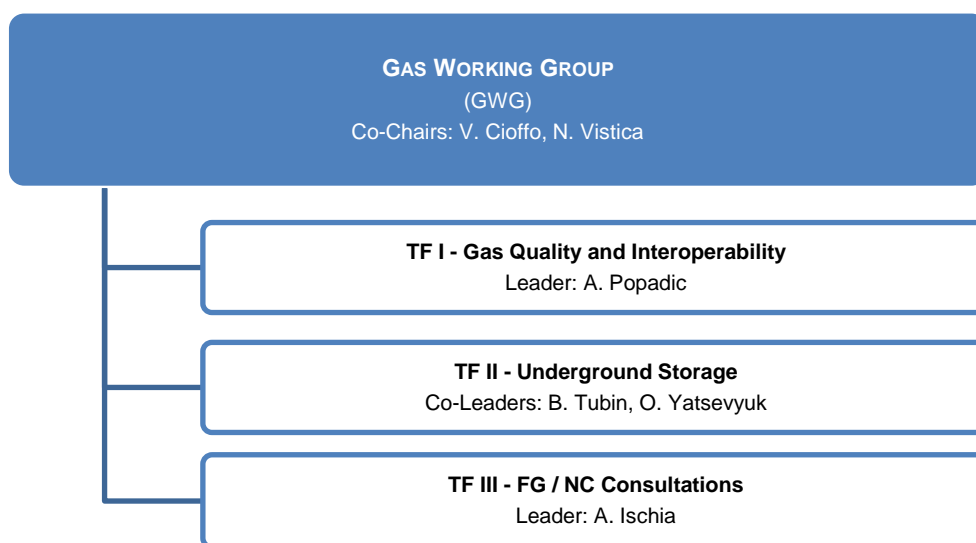 GAS WORKING GROUP
(GWG)
Co-Chairs: V. Cioffo, N. Vistica
TF I - Gas Quality and Interoperability
Leader: A. Popadic
TF II - Underground Storage
Co-Leaders: B. Tubin, O. Yatsevyuk
TF III - FG / NC Consultations
Leader: A. Ischia